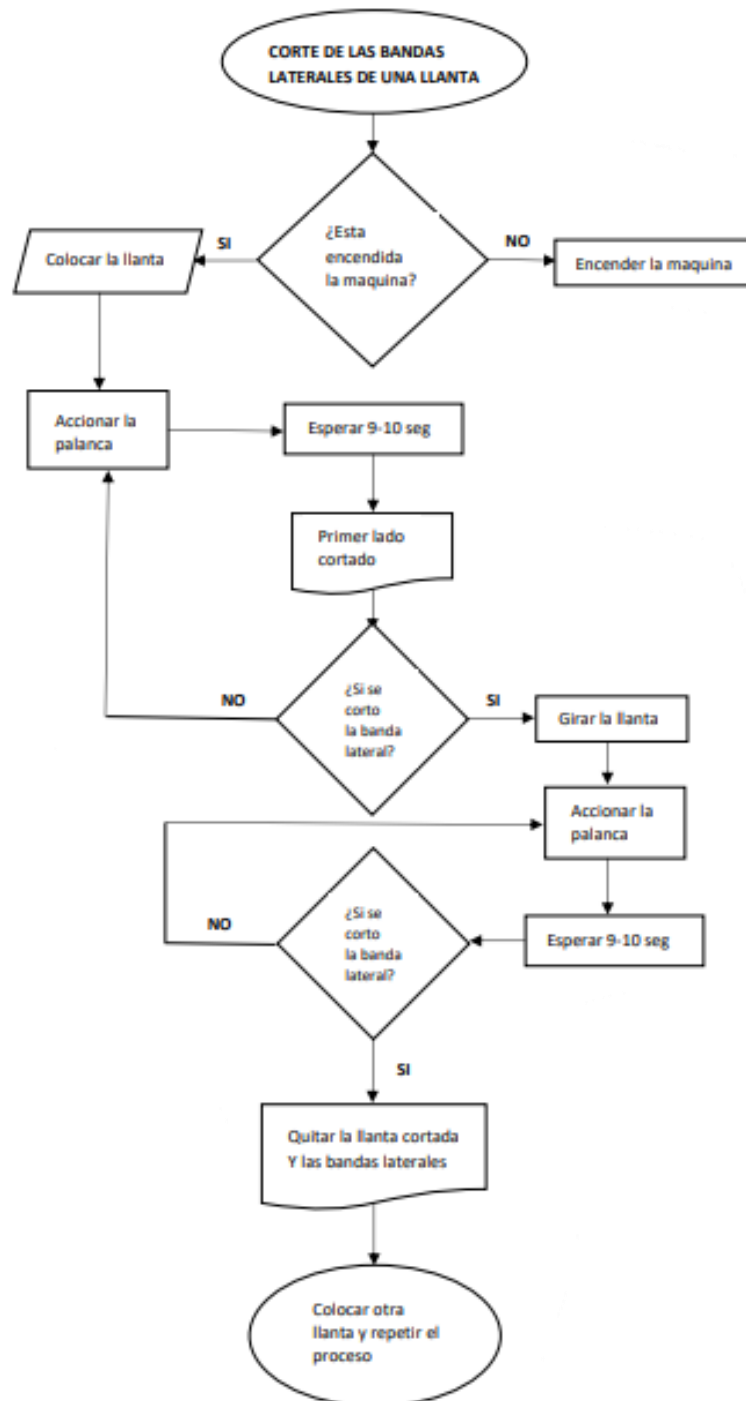 CORTE DE LAS BANDAS
LATERALES DE UNA LLANTA
¿Esta
encendida
la maquina?
SI
NO
Colocar la llanta
Encender la maquina
Accionar la
palanca
Esperar 9-10 seg
Primer lado
cortado
¿Si se
corto
la banda
lateral?
NO
SI
Girar la llanta
Accionar la
palanca
Esperar 9-10 seg
¿Si se
corto
la banda
lateral?
NO
SI
Quitar la llanta cortada
Y las bandas laterales
Colocar otra
llanta y repetir el
proceso